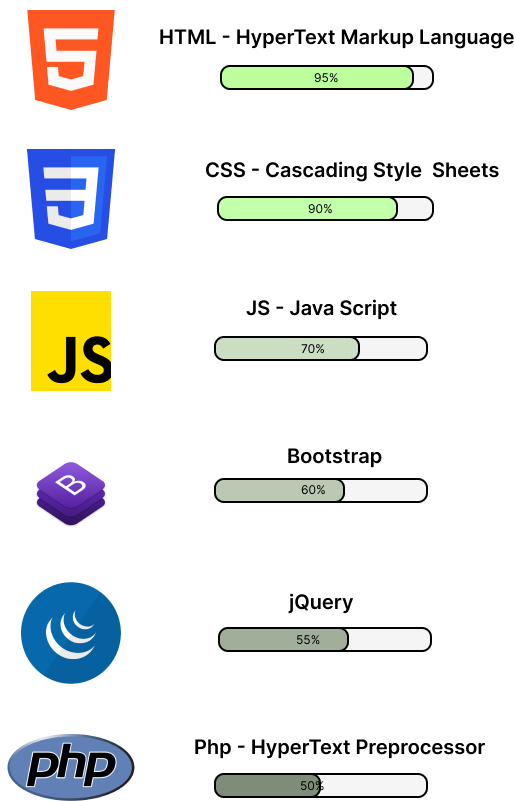 HTML - HyperText Markup Language
95%
CSS - Cascading Style  Sheets
90%
JS
JS - Java Script
70%
Bootstrap
B
60%
jQuery
55%
Php - HyperText Preprocessor
php
50%